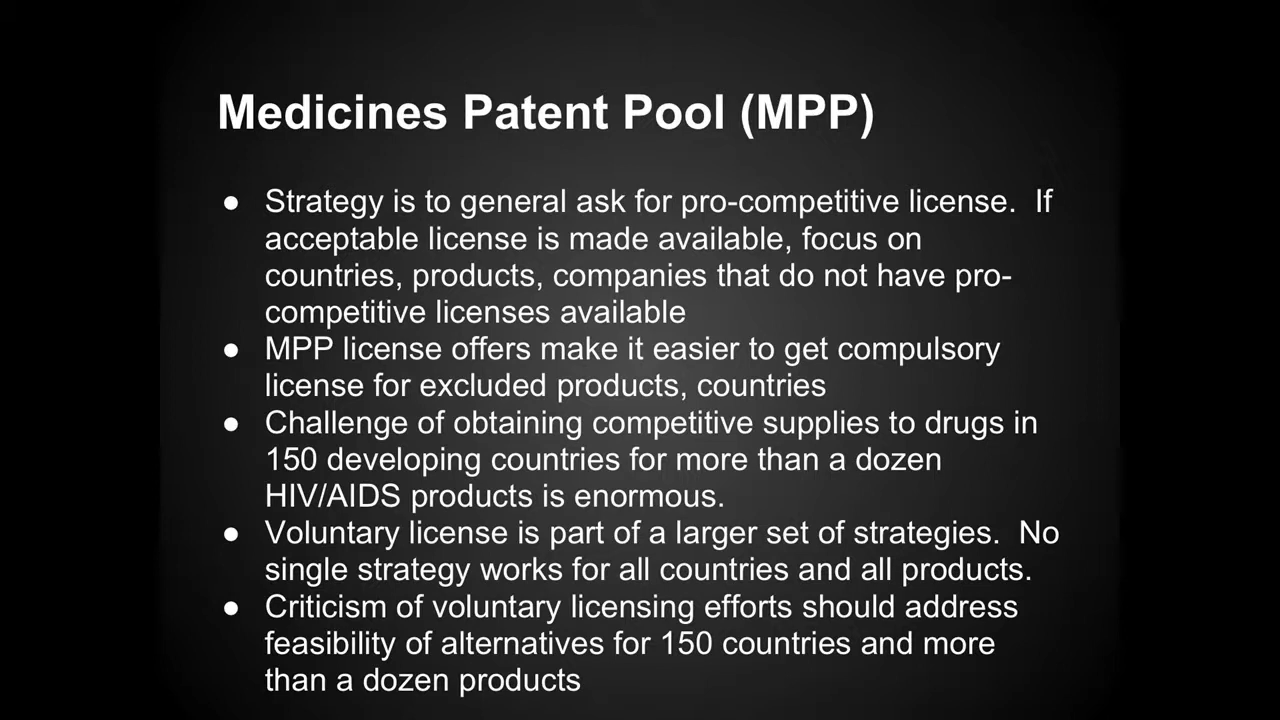 Medicines Patent Pool (MPP)
● Strategy is to general ask for pro-competitive license.  If
acceptable license is made available, focus on
countries, products, companies that do not have pro-
competitive licenses available
● MPP license offers make it easier to get compulsory
license for excluded products, countries
● Challenge of obtaining competitive supplies to drugs in
150 developing countries for more than a dozen
HIV/AIDS products is enormous.
● Voluntary license is part of a larger set of strategies.  No
single strategy works for all countries and all products.
● Criticism of voluntary licensing efforts should address
feasibility of alternatives for 150 countries and more
than a dozen products